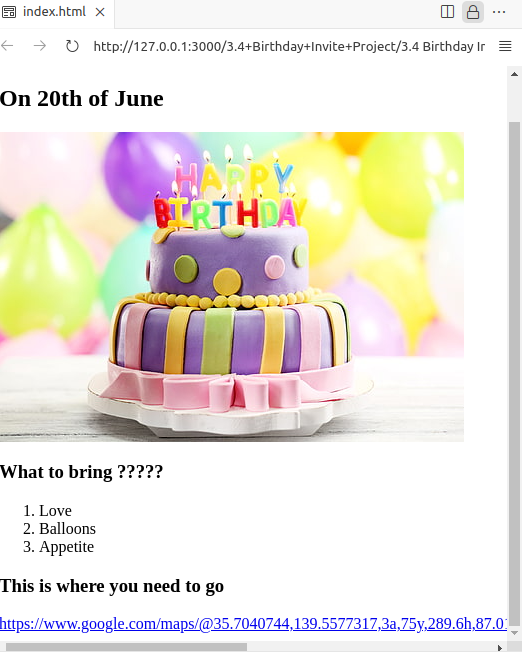 index.html
http://127.0.0.1:3000/3.4+Birthday+Invite+Project/3.4 Birthday In
On 20th of June
HAPPY
BIRTHDAY
What to bring ?????
1. Love
2. Balloons
3. Appetite
This is where you need to go
https://www.google.com/maps/@35.7040744,139.5577317,3a,75y,289.6h,87.0